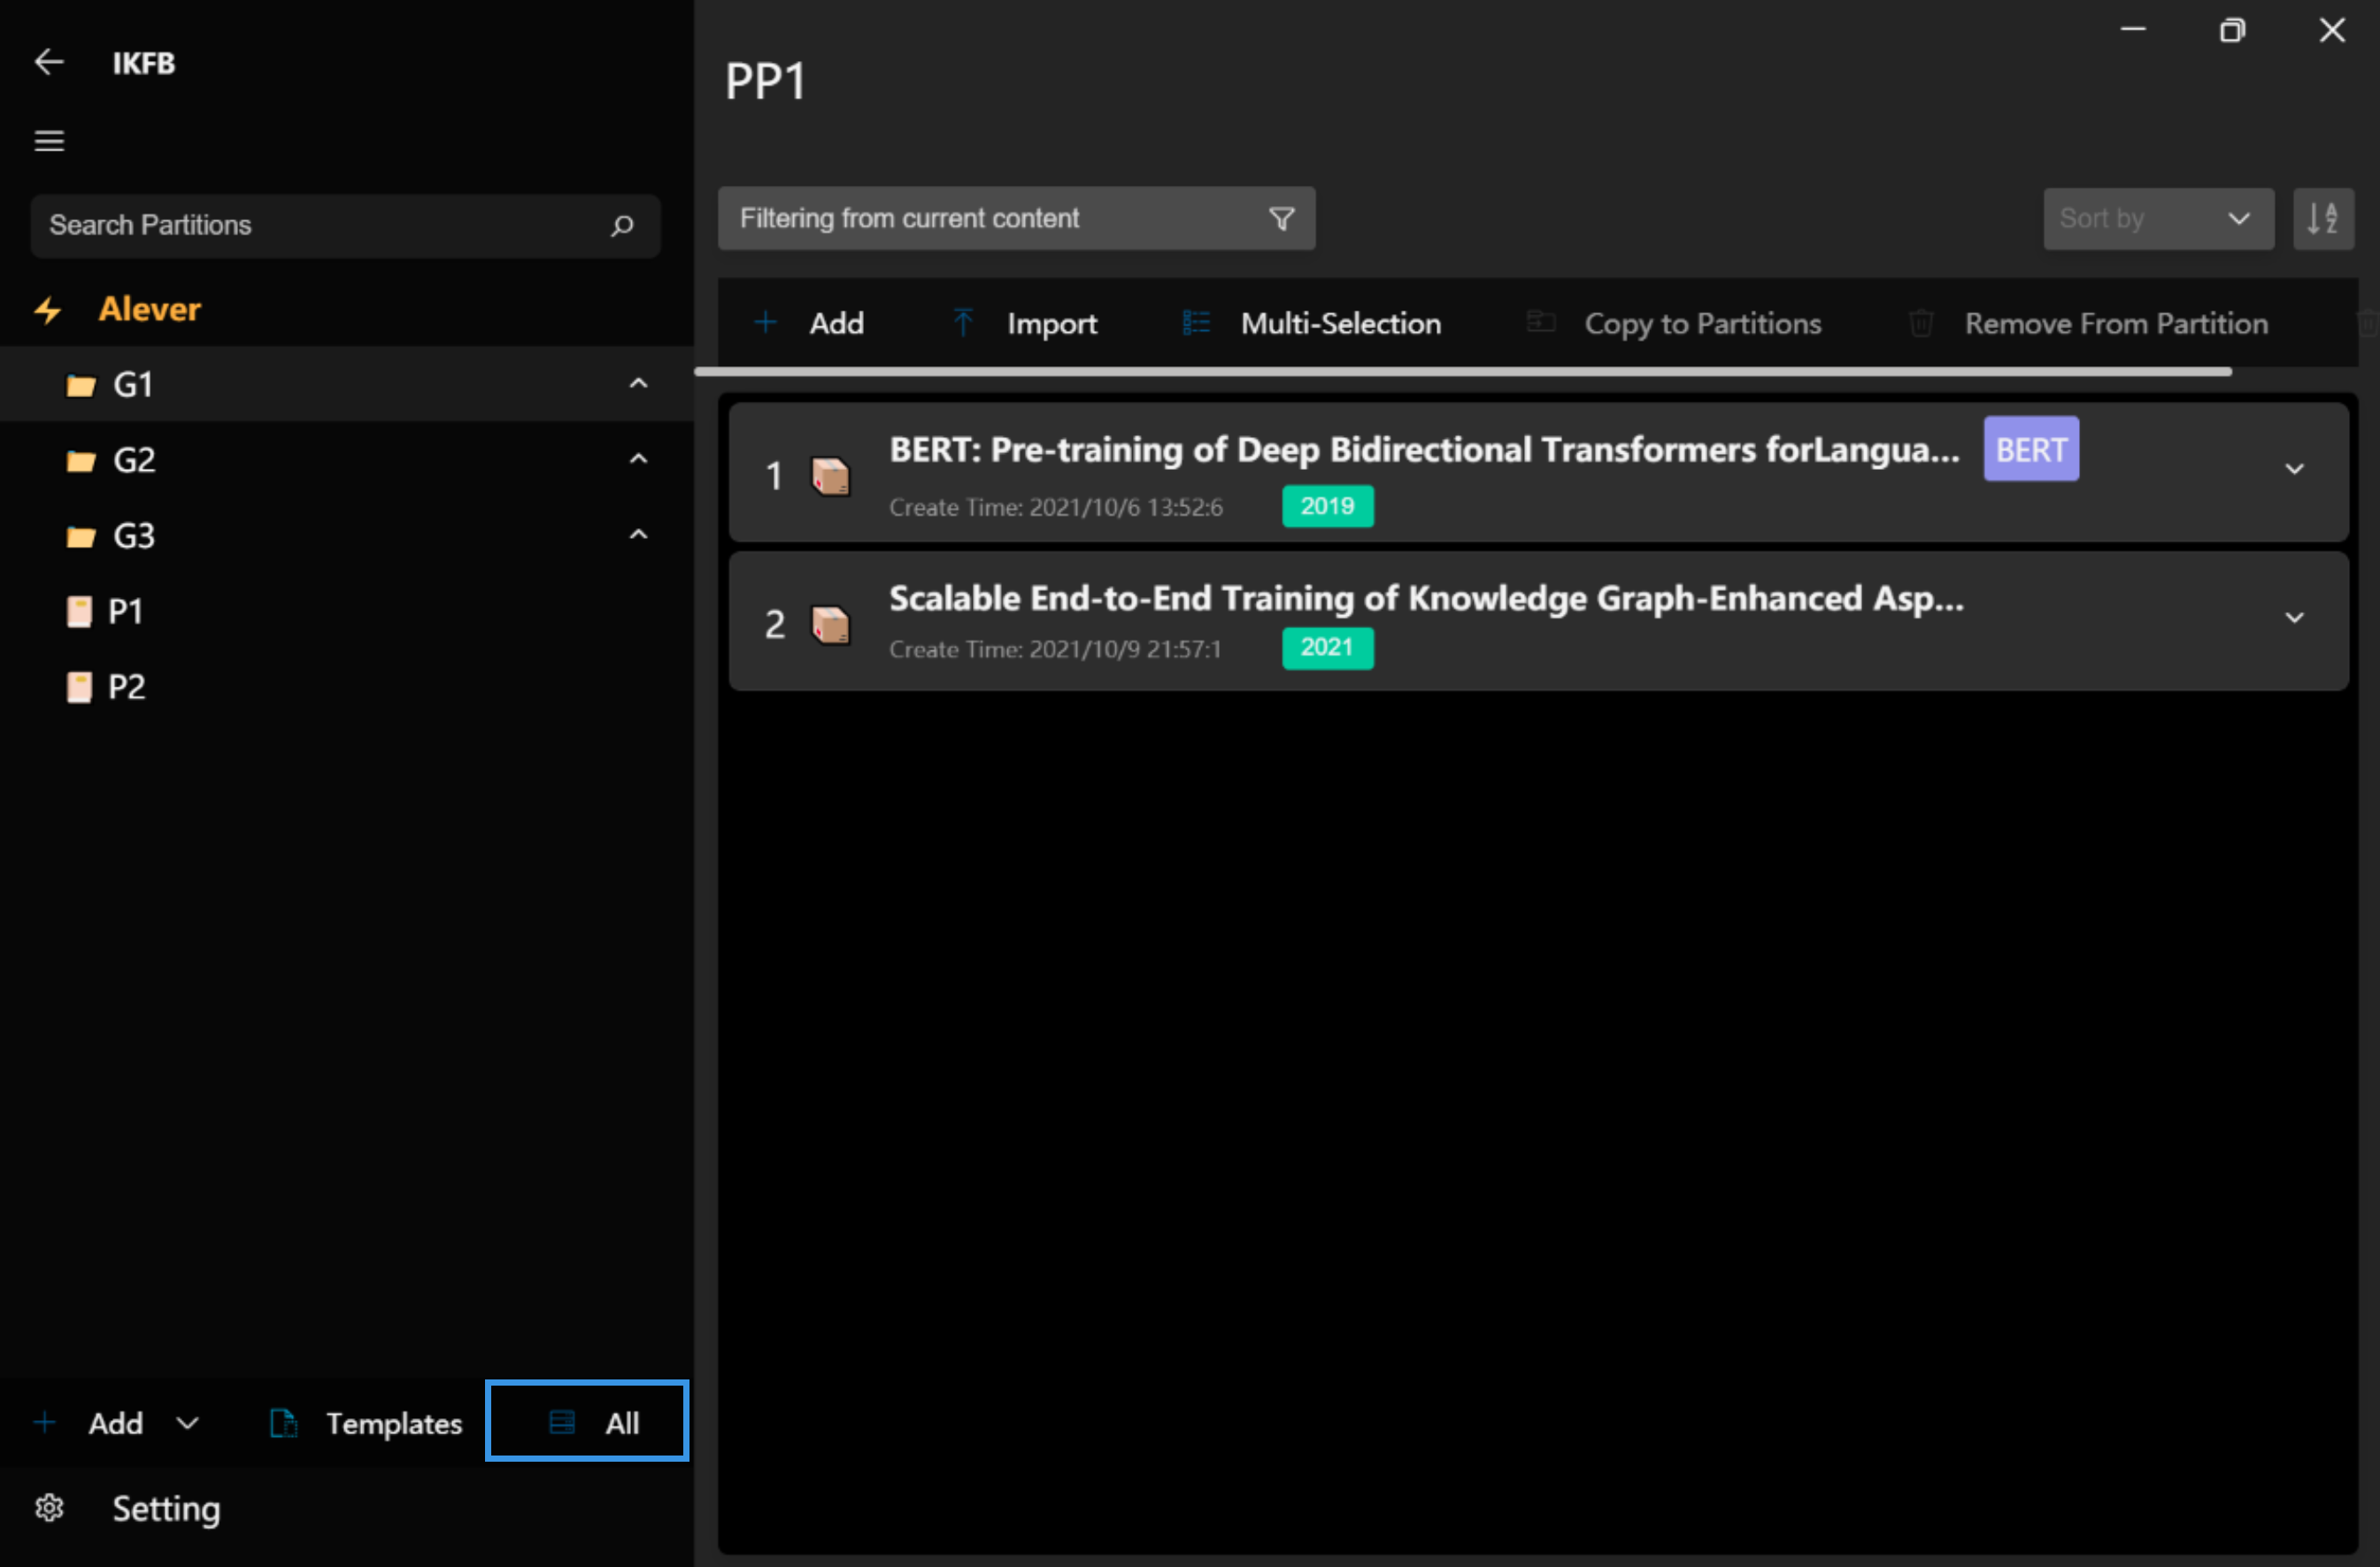 IKFB
Search Partitions
Alever
G1
G2
G3
P1
P2
Add
Templates
All
Setting
PP1
Filtering from current content
Sort by
A
Z
Add
Import
Multi-Selection
Copy to Partitions
Remove From Partition
1
BERT: Pre-training of Deep Bidirectional Transformers forLangua...
BERT
Create Time: 2021/10/6 13:52:6
2019
2
Scalable End-to-End Training of Knowledge Graph-Enhanced Asp...
Create Time: 2021/10/9 21:57:1
2021